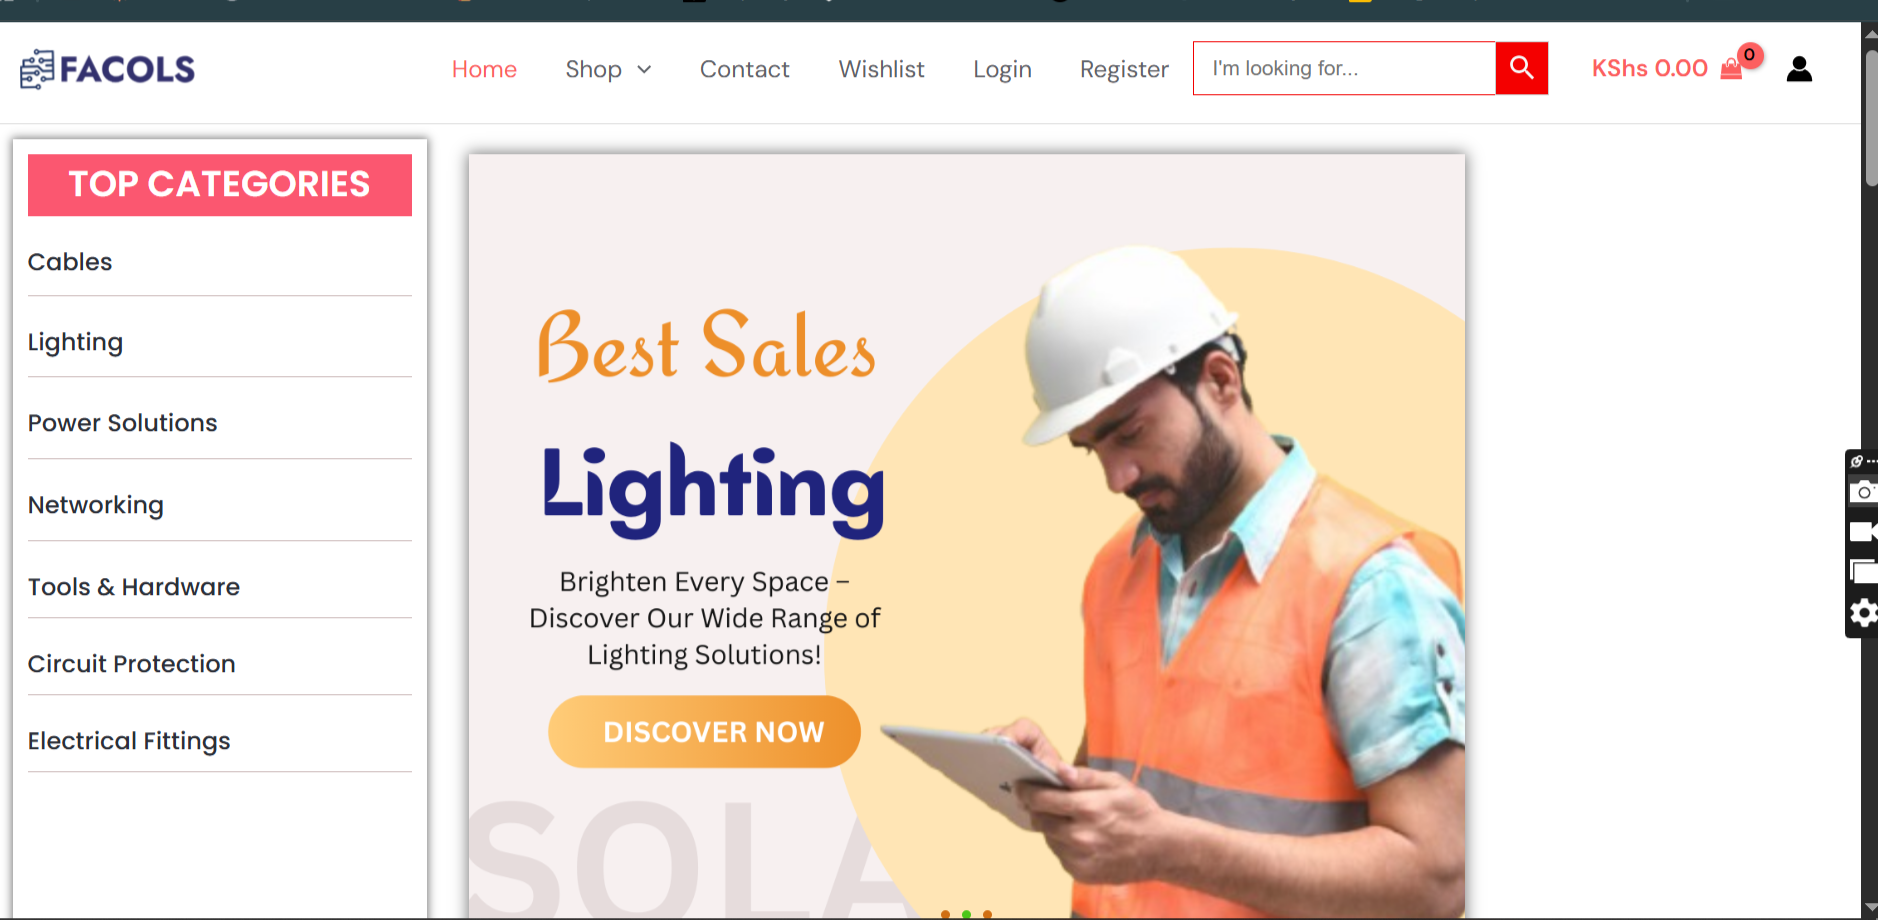 FACOLS
Home
Shop
Contact
Wishlist
Login
Register
I'm looking for...
KShs 0.00
0
TOP CATEGORIES
Cables
Lighting
Power Solutions
Networking
Tools & Hardware
Circuit Protection
Electrical Fittings
Best Sales
Lighting
Brighten Every Space –
Discover Our Wide Range of
Lighting Solutions!
DISCOVER NOW
SOLA